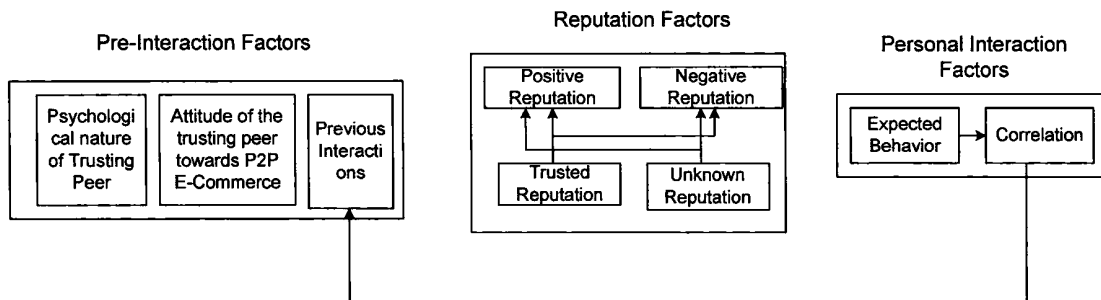 Pre-Interaction Factors
Psychologi
cal nature
of Trusting
Peer
Attitude of the
trusting peer
towards P2P
E-Commerce
Previous
Interacti
ons
Reputation Factors
Positive
Reputation
Negative
Reputation
Trusted
Reputation
Unknown
Reputation
Personal Interaction
Factors
Expected
Behavior
Correlation